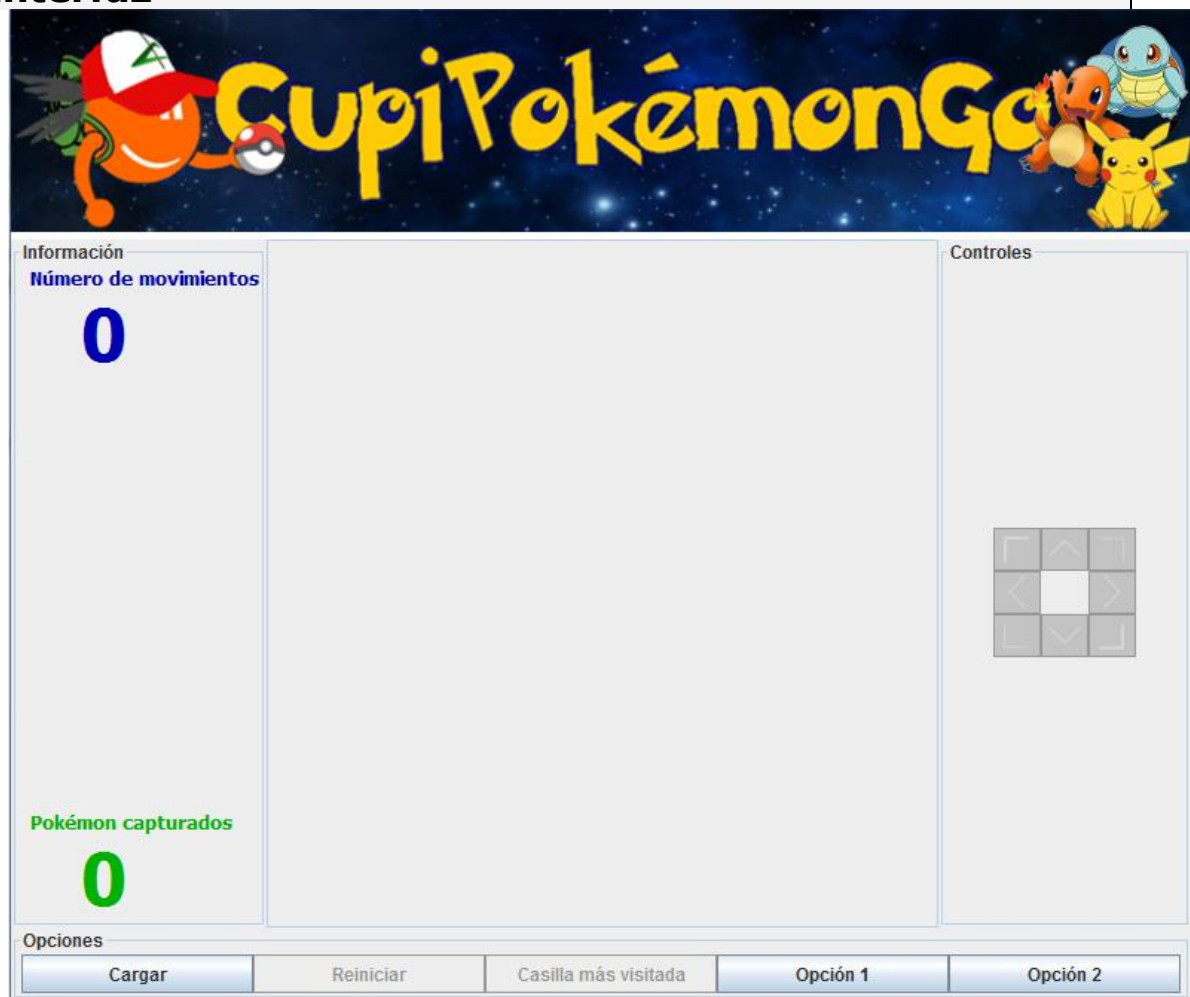 CupiPokémonGo
Información
Número de movimientos
0
Pokémon capturados
0
Controles
Opciones
Cargar
Reiniciar
Casilla más visitada
Opción 1
Opción 2